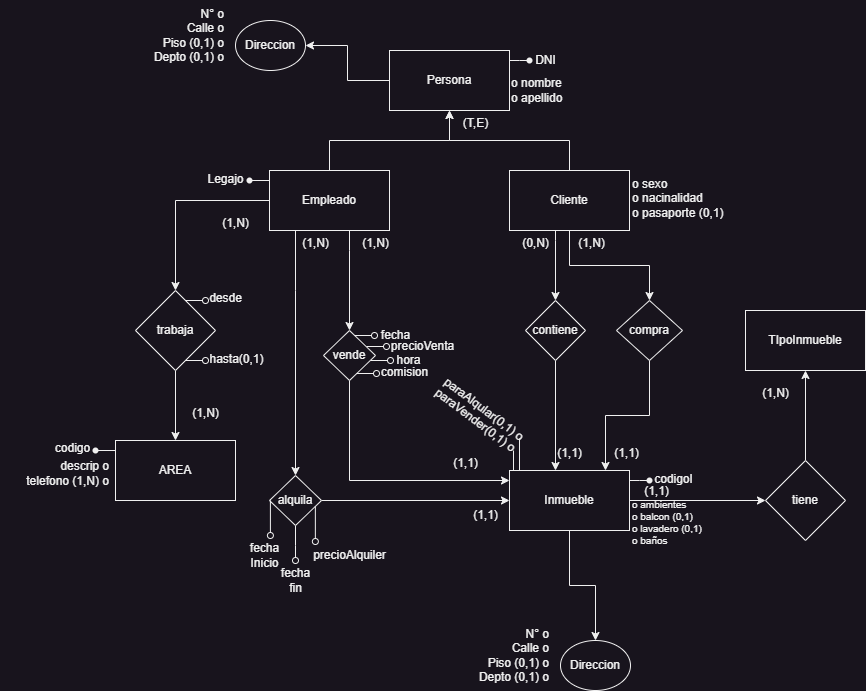 N° o
Calle o
Piso (0,1) o
Depto (0,1) o
Direccion
Persona
DNI
o nombre
o apellido
(T,E)
Legajo
Empleado
Cliente
o sexo
o nacinalidad
o pasaporte (0,1)
(1,N)
(1,N)
(1,N)
(0,N)
(1,N)
desde
trabaja
hasta(0,1)
fecha
precioVenta
vende
hora
comision
contiene
compra
TIpoInmueble
(1,N)
paraAlqular(0,1) o
paraVender(0,1) o
(1,N)
codigo
descrip o
telefono (1,N) o
AREA
(1,1)
(1,1)
(1,1)
codigoI
(1,1)
Inmueble
o ambientes
o balcon (0,1)
o lavadero (0,1)
o baños
tiene
alquila
(1,1)
fecha
Inicio
precioAlquiler
fecha
fin
N° o
Calle o
Piso (0,1) o
Depto (0,1) o
Direccion